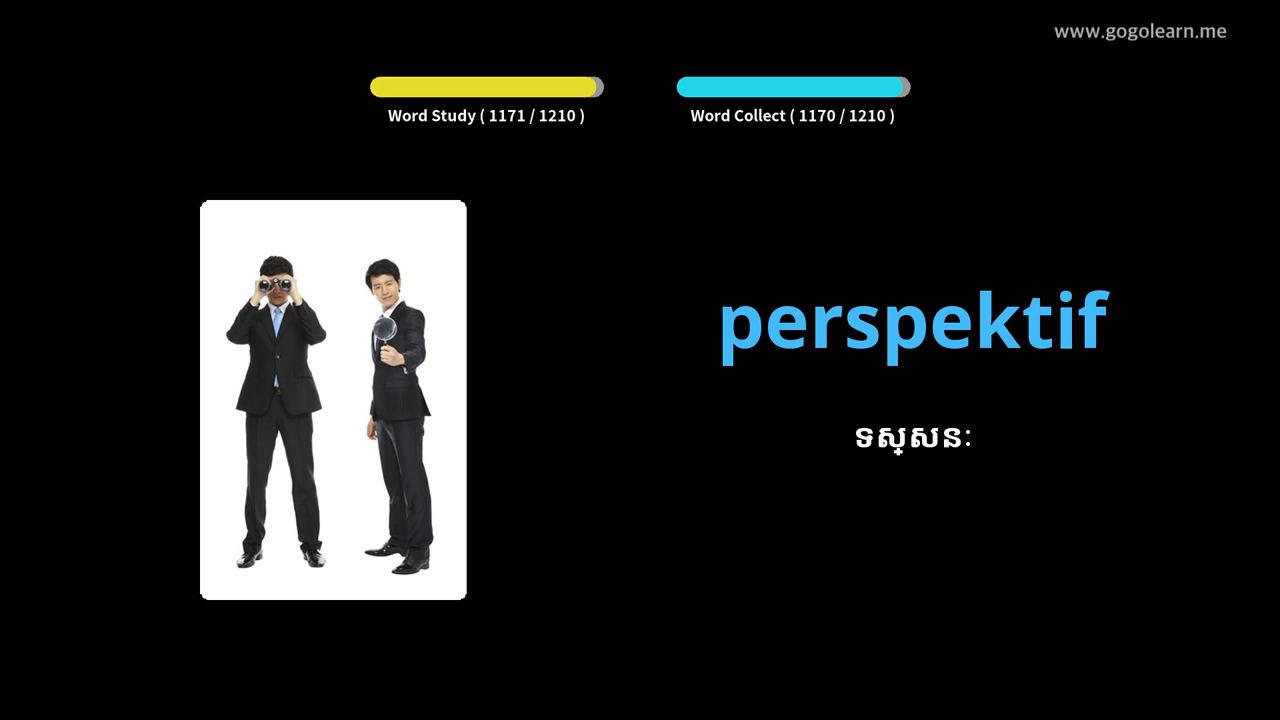 www.gogolearn.me
Word Study ( 1171 / 1210 )
Word Collect ( 1170 / 1210 )
perspektif
ទស្សនៈ